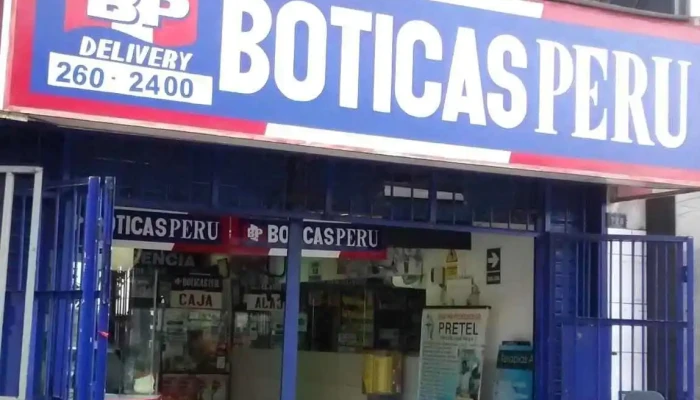 BP
DELIVERY
260-2400
BOTICAS PERU
BOTICAS PERU
BP BOTICAS PERU
CAJA
PRETEL